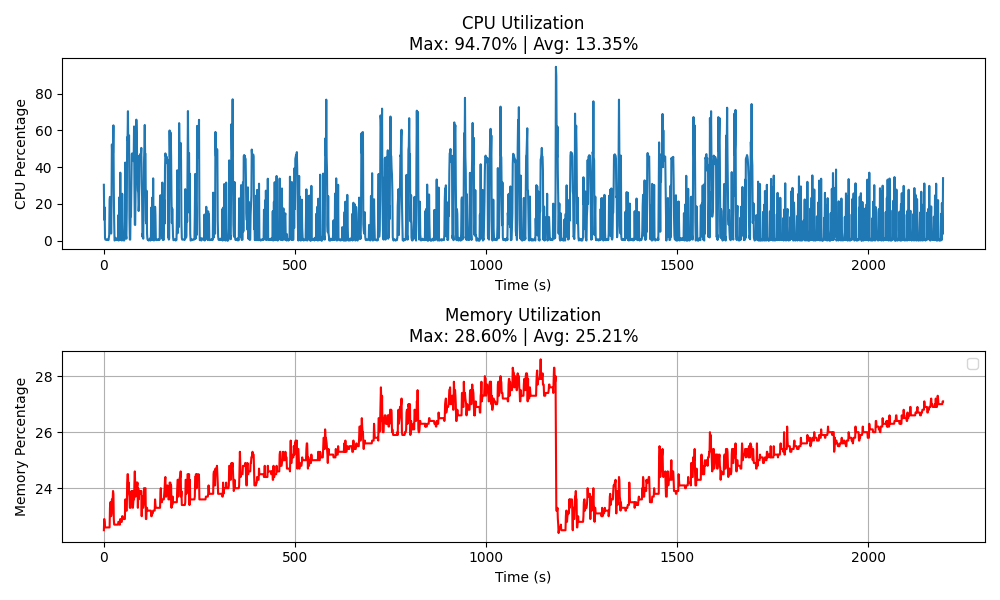 CPU Utilization
Max: 94.70% | Avg: 13.35%
CPU Percentage
80
60
40
20
0
0
500
1000
1500
2000
Time (s)
Memory Utilization
Max: 28.60% | Avg: 25.21%
Memory Percentage
28
26
24
0
500
1000
1500
2000
Time (s)